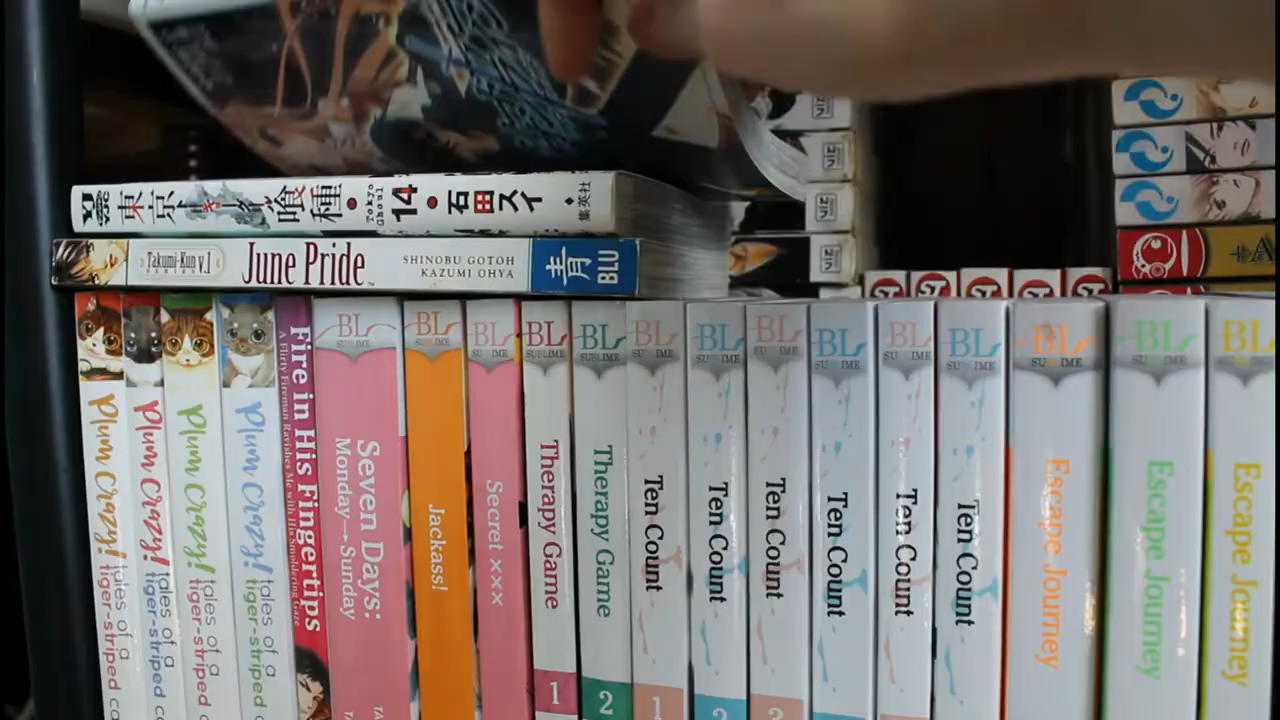 東京喰種 Tokyo Ghoul 14 石田スイ 集英社
Takumi-Kun V.1
SERIES
June Pride
SHINOBU GOTOH
KAZUMI OHYA
青 BLU
viz
viz
viz
viz
Plum Crazy! tales of a tiger-striped
Plum Crazy! tales of a tiger-striped
Plum Crazy! tales of a tiger-striped
Plum Crazy! tales of a tiger-striped
Fire in His Fingertips
A Flirty Fireman Ravishes Me with His Smoldering Gaze
BL SUBLIME Seven Days: Monday→Sunday
BL SUBLIME Jackass!
BL SUBLIME Secret xxx
BL SUBLIME Therapy Game 1
BL SUBLIME Therapy Game 2
BL SUBLIME Ten Count 1
BL SUBLIME Ten Count 2
BL SUBLIME Ten Count 3
BL SUBLIME Ten Count
BL SUBLIME Ten Count
BL SUBLIME Ten Count
BL SUBLIME Escape Journey
BL SUBLIME Escape Journey
BL SUBLIME Escape Journey